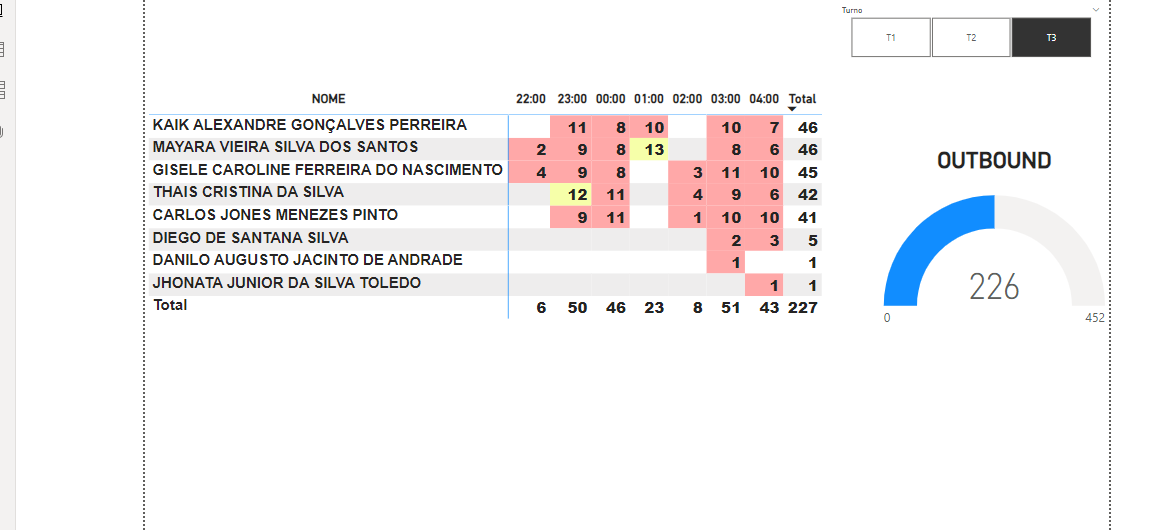 Turno
T1 T2 T3
NOME 22:00 23:00 00:00 01:00 02:00 03:00 04:00 Total
KAIK ALEXANDRE GONÇALVES PERREIRA 11 8 10 10 7 46
MAYARA VIEIRA SILVA DOS SANTOS 2 9 8 13 8 6 46
GISELE CAROLINE FERREIRA DO NASCIMENTO 4 9 8 3 11 10 45
THAIS CRISTINA DA SILVA 12 11 4 9 6 42
CARLOS JONES MENEZES PINTO 9 11 1 10 10 41
DIEGO DE SANTANA SILVA 2 3 5
DANILO AUGUSTO JACINTO DE ANDRADE 1 1
JHONATA JUNIOR DA SILVA TOLEDO 1 1
Total 6 50 46 23 8 51 43 227
OUTBOUND
226
0 452